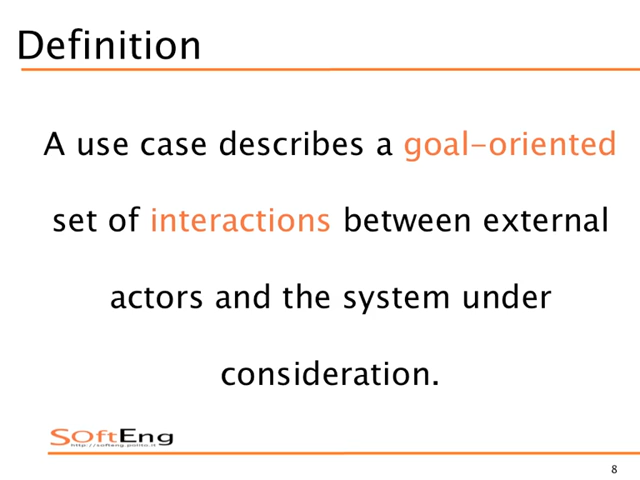 Definition
A use case describes a goal-oriented
set of interactions between external
actors and the system under
consideration.
SOftEng
http://softeng.polito.it
8